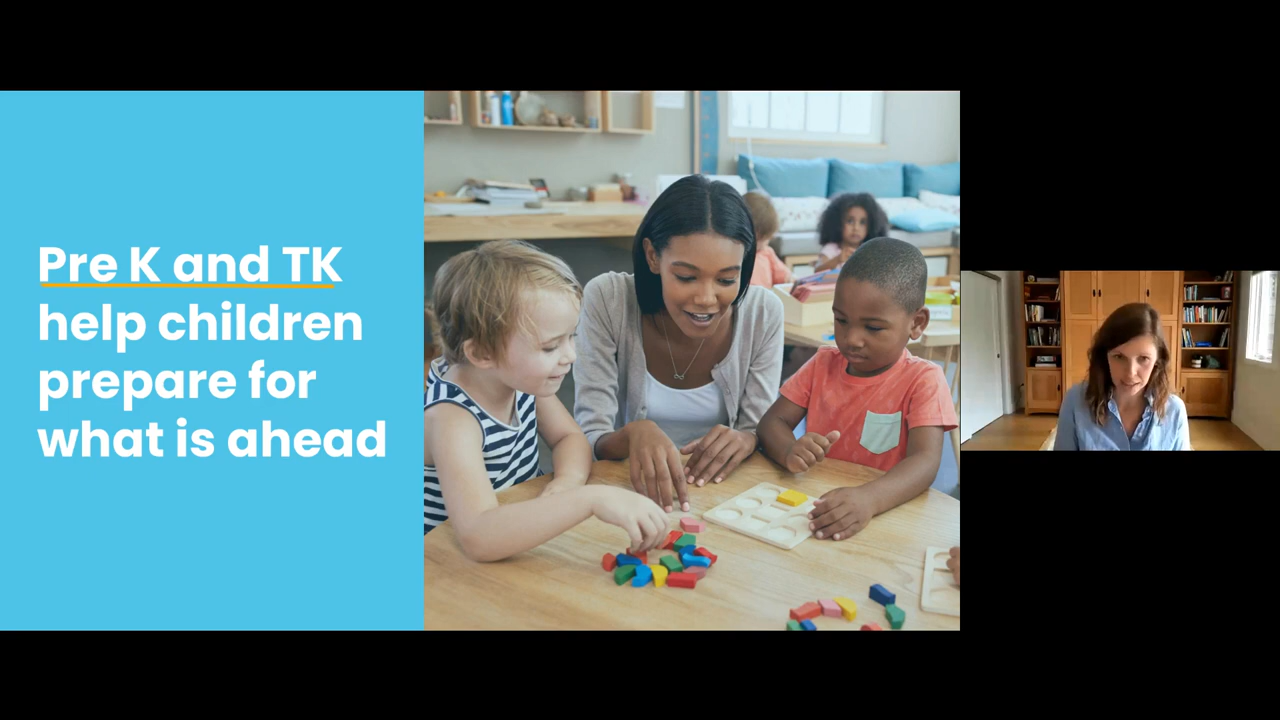 Pre K and TK
help children
prepare for
what is ahead